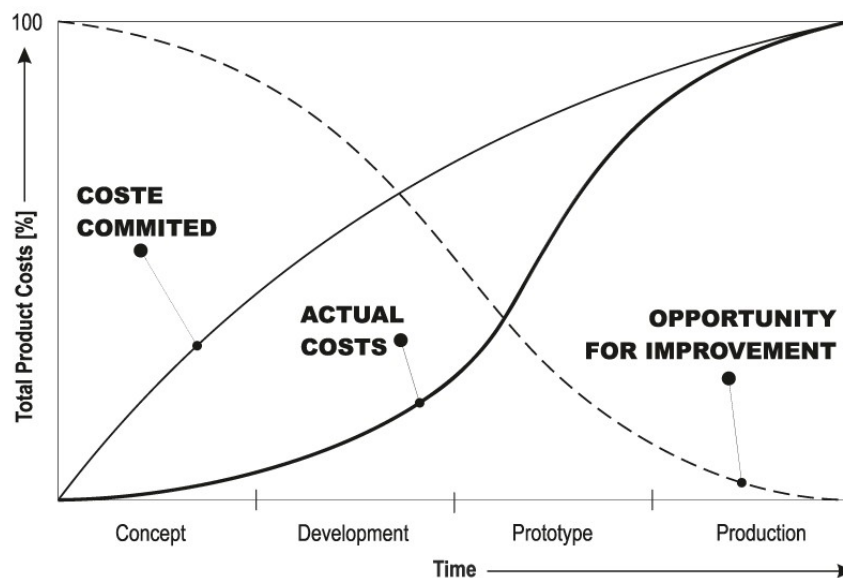 100
Total Product Costs [%]
COSTE
COMMITED
ACTUAL
COSTS
OPPORTUNITY
FOR IMPROVEMENT
Concept
Development
Prototype
Production
Time